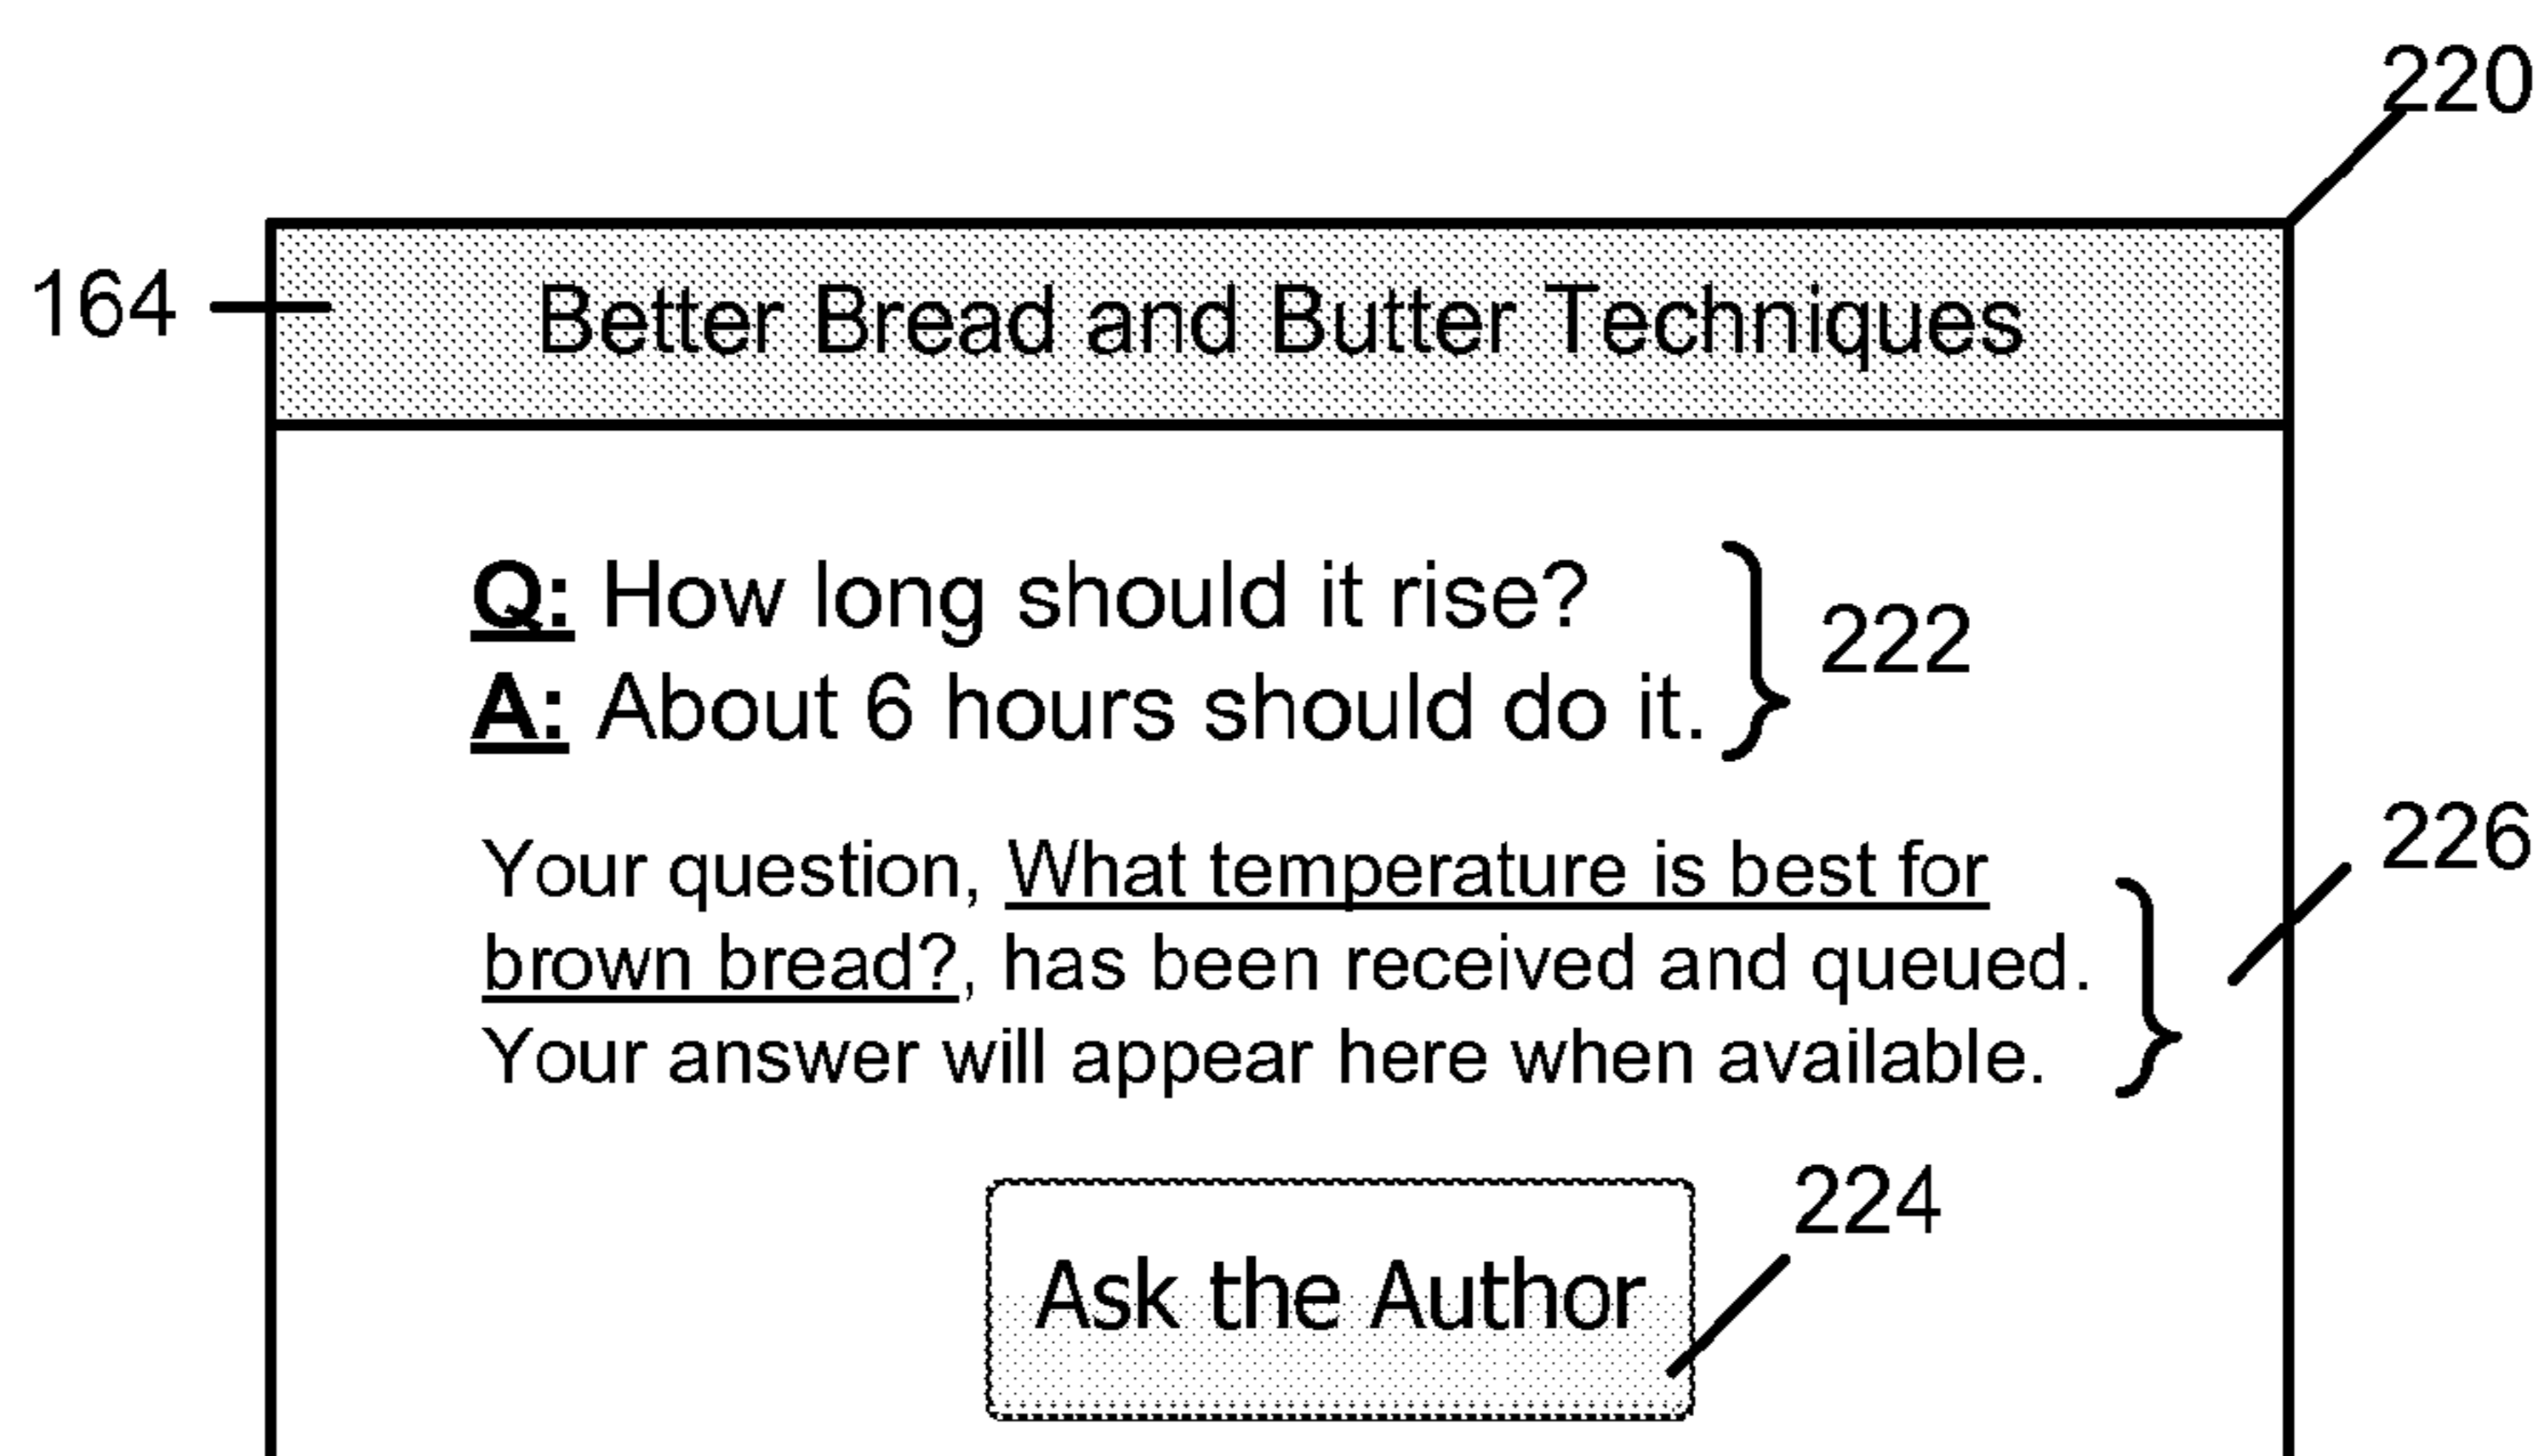 220
164
Better Bread and Butter Techniques
Q: How long should it rise?
222
A: About 6 hours should do it.
226
Your question, What temperature is best for
brown bread?, has been received and queued.
Your answer will appear here when available.
224
Ask the Author